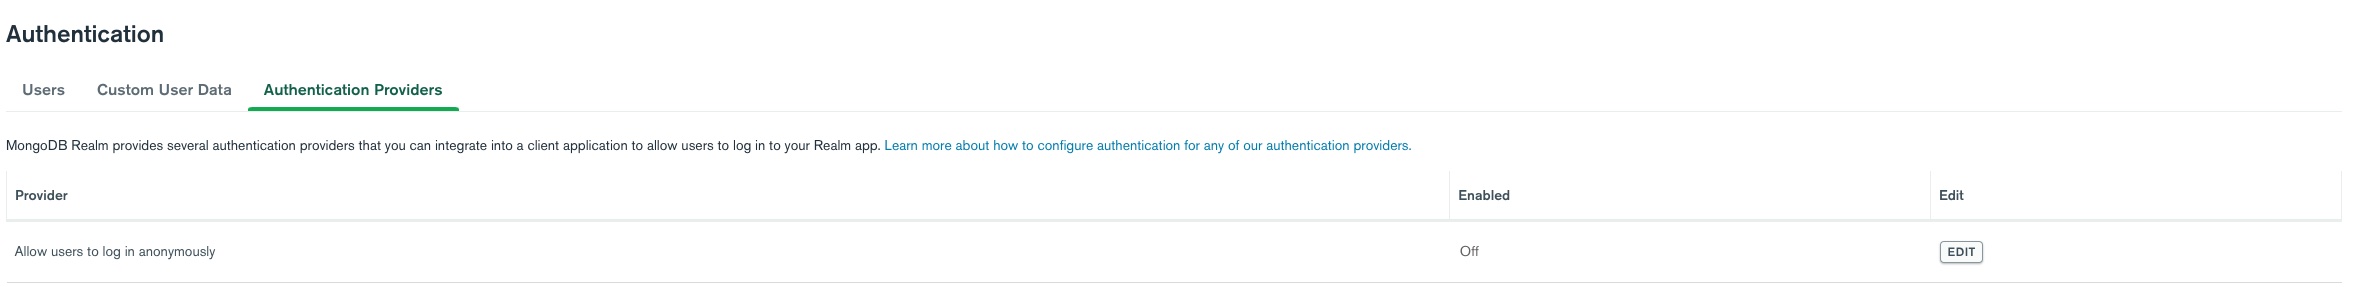 Authentication
Users Custom User Data Authentication Providers
MongoDB Realm provides several authentication providers that you can integrate into a client application to allow users to log in to your Realm app. Learn more about how to configure authentication for any of our authentication providers.
Provider Enabled Edit
Allow users to log in anonymously Off EDIT